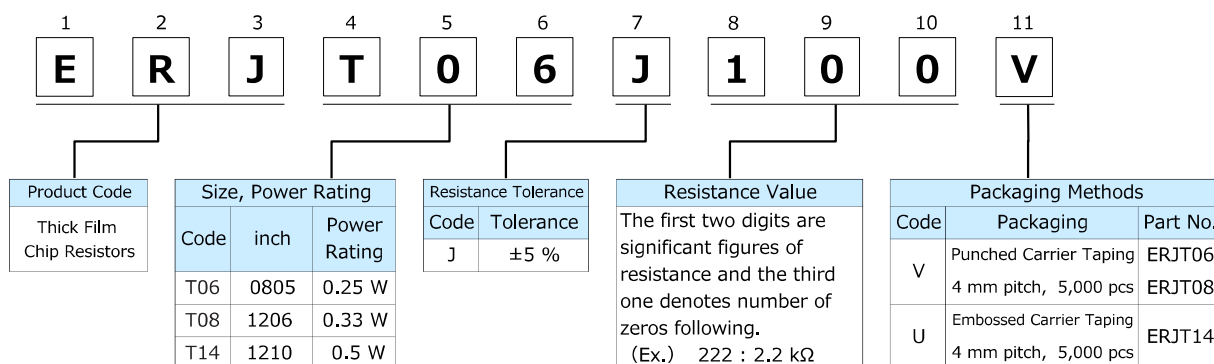 1 2 3 4 5 6 7 8 9 10 11
E R J T 0 6 J 1 0 0 V
Product Code
Thick Film
Chip Resistors
Size, Power Rating
Code inch Power Rating
T06 0805 0.25 W
T08 1206 0.33 W
T14 1210 0.5 W
Resistance Tolerance
Code Tolerance
J ±5 %
Resistance Value
The first two digits are
significant figures of
resistance and the third
one denotes number of
zeros following.
(Ex.) 222 : 2.2 kΩ
Packaging Methods
Code Packaging Part No.
V Punched Carrier Taping ERJT06
4 mm pitch, 5,000 pcs ERJT08
U Embossed Carrier Taping ERJT14
4 mm pitch, 5,000 pcs